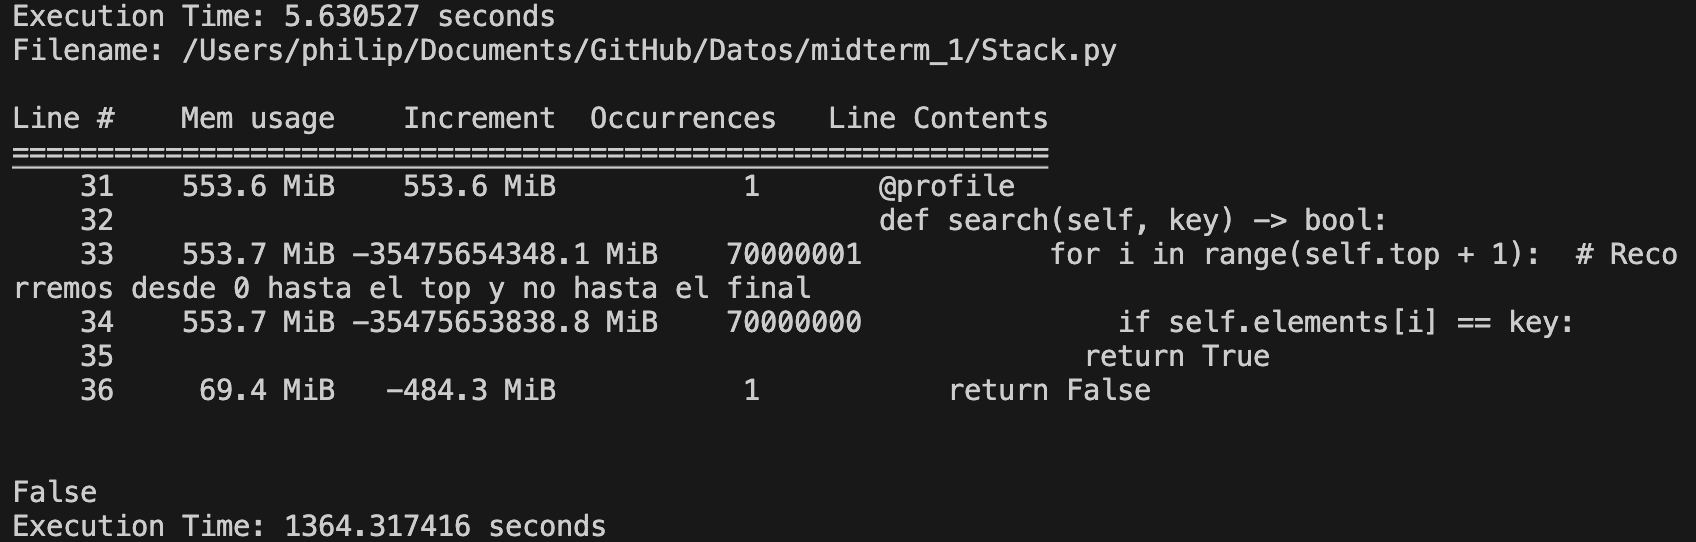 Execution Time: 5.630527 seconds
Filename: /Users/philip/Documents/GitHub/Datos/midterm_1/Stack.py
Line #    Mem usage    Increment  Occurrences   Line Contents
=============================================================
    31    553.6 MiB    553.6 MiB           1       @profile
    32                                             def search(self, key) -> bool:
    33    553.7 MiB -35475654348.1 MiB    70000001           for i in range(self.top + 1):  # Reco
rremos desde 0 hasta el top y no hasta el final
    34    553.7 MiB -35475653838.8 MiB    70000000               if self.elements[i] == key:
    35                                                         return True
    36     69.4 MiB   -484.3 MiB           1           return False
False
Execution Time: 1364.317416 seconds